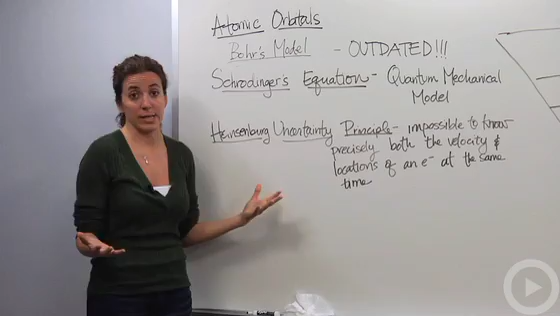 Atomic Orbitals
Bohr's Model - OUTDATED!!!
Schrodinger's Equation - Quantum Mechanical
Model
Heisenburg Uncertainty Principle - impossible to know
precisely both the velocity &
locations of an e⁻ at the same
time